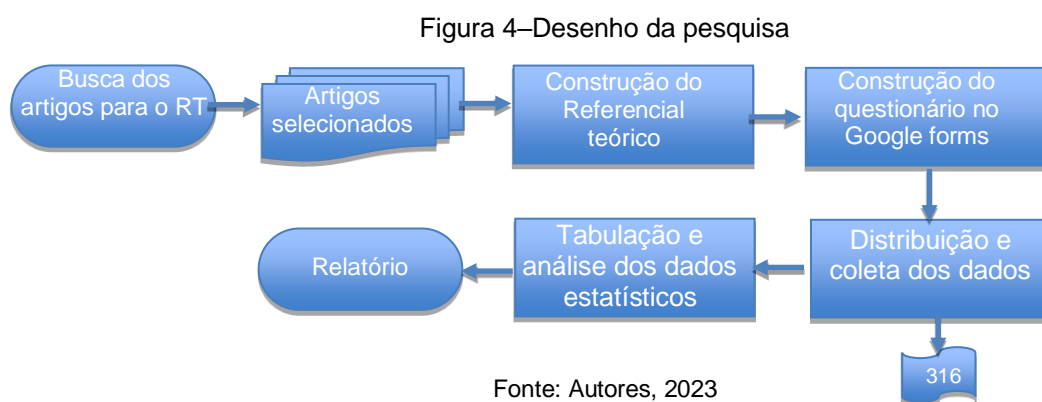 Figura 4–Desenho da pesquisa
Busca dos
artigos para o RT
Artigos
selecionados
Construção do
Referencial
teórico
Construção do
questionário no
Google forms
Distribuição e
coleta dos dados
316
Tabulação e
análise dos dados
estatísticos
Relatório
Fonte: Autores, 2023